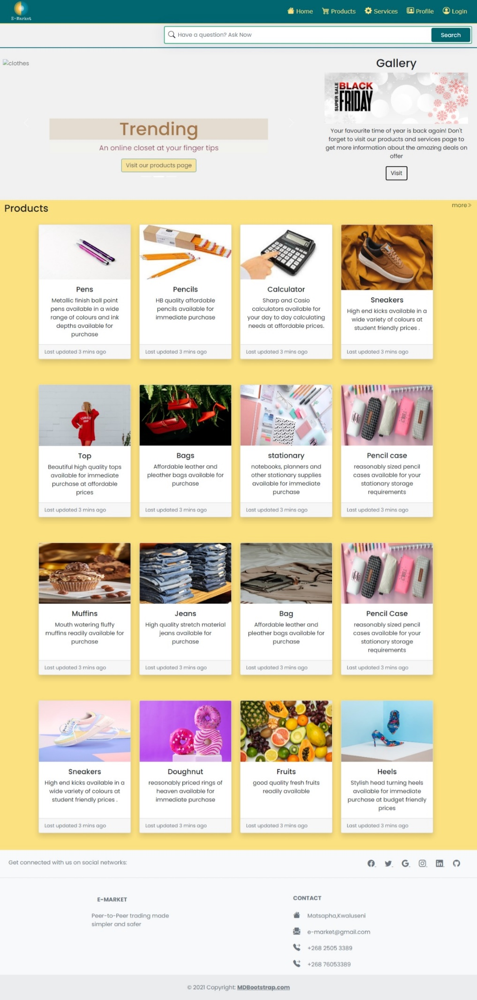 E-Market
Home Products Services Profile Login
Have a question? Ask Now Search
clothes
Trending
An online closet at your finger tips
Visit our products page
Gallery
SUPER SALE
BLACK
FRIDAY
Your favourite time of year is back again! Don't
forget to visit our products and services page to
get more information about the amazing deals on
offer
Visit
Products
more
Pens
Metallic finish ball point
pens available in a wide
range of colours and ink
depths available for
purchase
Last updated 3 mins ago
Pencils
HB quality affordable
pencils available for
immediate purchase
Last updated 3 mins ago
Calculator
Sharp and Casio
calculators available for
your day to day calculating
needs at affordable prices.
Last updated 3 mins ago
Sneakers
High end kicks available in a
wide variety of colours at
student friendly prices .
Last updated 3 mins ago
TOMATO
SOUP
Top
Beautiful high quality tops
available for immediate
purchase at affordable
prices
Last updated 3 mins ago
Bags
Affordable leather and
pleather bags available for
purchase
Last updated 3 mins ago
stationary
notebooks, planners and
other stationary supplies
available for immediate
purchase
Last updated 3 mins ago
Pencil case
reasonably sized pencil
cases available for your
stationary storage
requirements
Last updated 3 mins ago
Muffins
Mouth watering fluffy
muffins readily available for
purchase
Last updated 3 mins ago
Jeans
High quality stretch material
jeans available for
purchase
Last updated 3 mins ago
Bag
Affordable leather and
pleather bags available for
purchase
Last updated 3 mins ago
Pencil Case
reasonably sized pencil
cases available for your
stationary storage
requirements
Last updated 3 mins ago
Sneakers
High end kicks available in a
wide variety of colours at
student friendly prices .
Last updated 3 mins ago
Doughnut
reasonably priced rings of
heaven available for
immediate purchase
Last updated 3 mins ago
Fruits
good quality fresh fruits
readily available
Last updated 3 mins ago
Heels
Stylish head turning heels
available for immediate
purchase at budget friendly
prices
Last updated 3 mins ago
Get connected with us on social networks:
E-MARKET
Peer-to-Peer trading made
simpler and safer
CONTACT
Matsapha,Kwaluseni
e-market@gmail.com
+268 2505 3389
+268 76053389
© 2021 Copyright: MDBootstrap.com